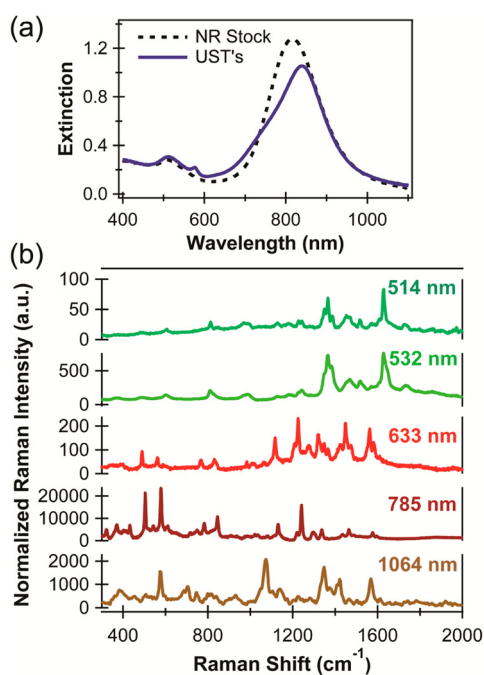 (a)
NR Stock
UST's
1.2
0.8
0.4
0.0
Extinction
400 600 800 1000
Wavelength (nm)
(b)
Normalized Raman Intensity (a.u.)
100
50
0
514 nm
500
0
532 nm
200
100
0
633 nm
20000
10000
0
785 nm
2000
1000
0
1064 nm
400 800 1200 1600 2000
Raman Shift (cm⁻¹)